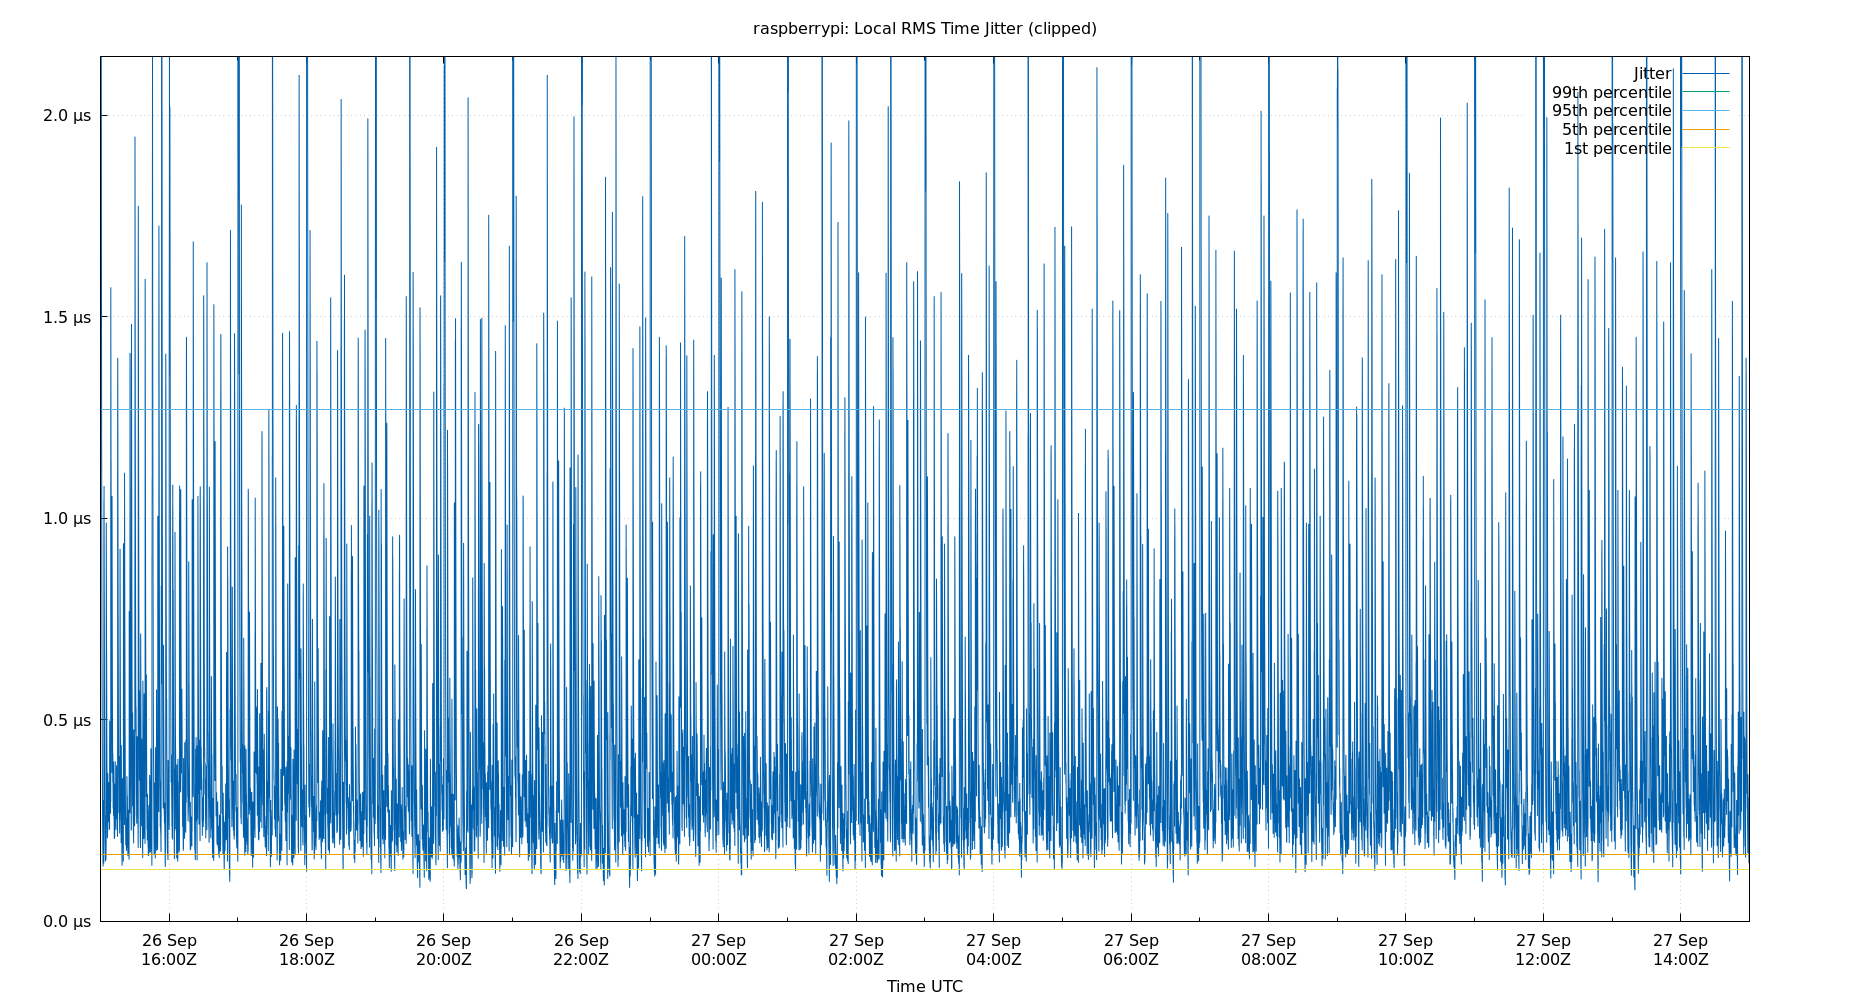 raspberrypi: Local RMS Time Jitter (clipped)
Jitter
99th percentile
95th percentile
5th percentile
1st percentile
2.0 µs
1.5 µs
1.0 µs
0.5 µs
0.0 µs
26 Sep 26 Sep 26 Sep 26 Sep 27 Sep 27 Sep 27 Sep 27 Sep 27 Sep 27 Sep 27 Sep 27 Sep
16:00Z 18:00Z 20:00Z 22:00Z 00:00Z 02:00Z 04:00Z 06:00Z 08:00Z 10:00Z 12:00Z 14:00Z
Time UTC